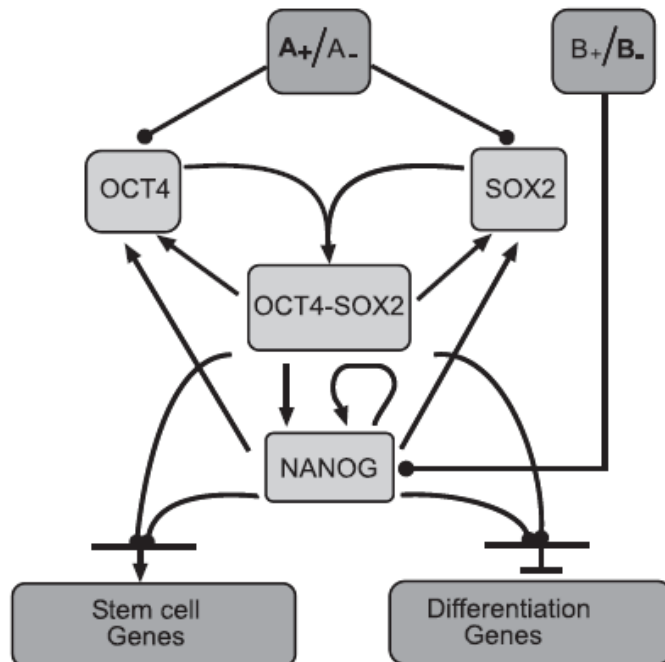 A+/A-
B+/B-
OCT4
SOX2
OCT4-SOX2
NANOG
Stem cell
Genes
Differentiation
Genes